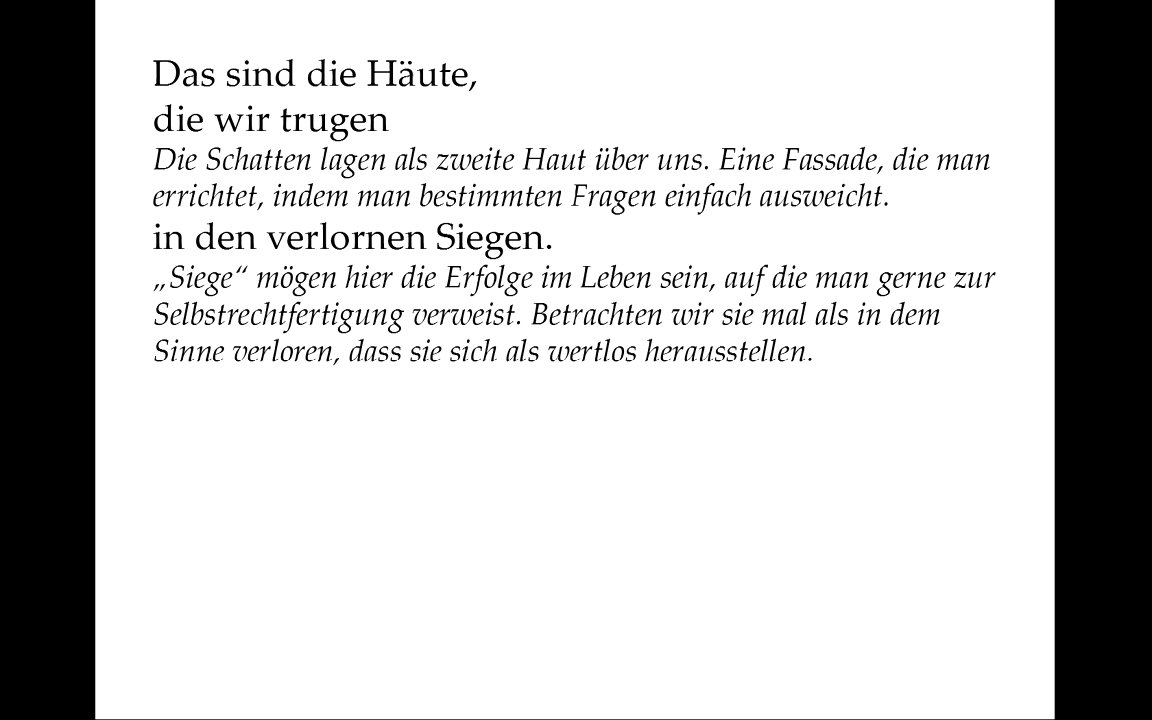 Das sind die Häute,
die wir trugen
Die Schatten lagen als zweite Haut über uns. Eine Fassade, die man
errichtet, indem man bestimmten Fragen einfach ausweicht.
in den verlornen Siegen.
„Siege“ mögen hier die Erfolge im Leben sein, auf die man gerne zur
Selbstrechtfertigung verweist. Betrachten wir sie mal als in dem
Sinne verloren, dass sie sich als wertlos herausstellen.